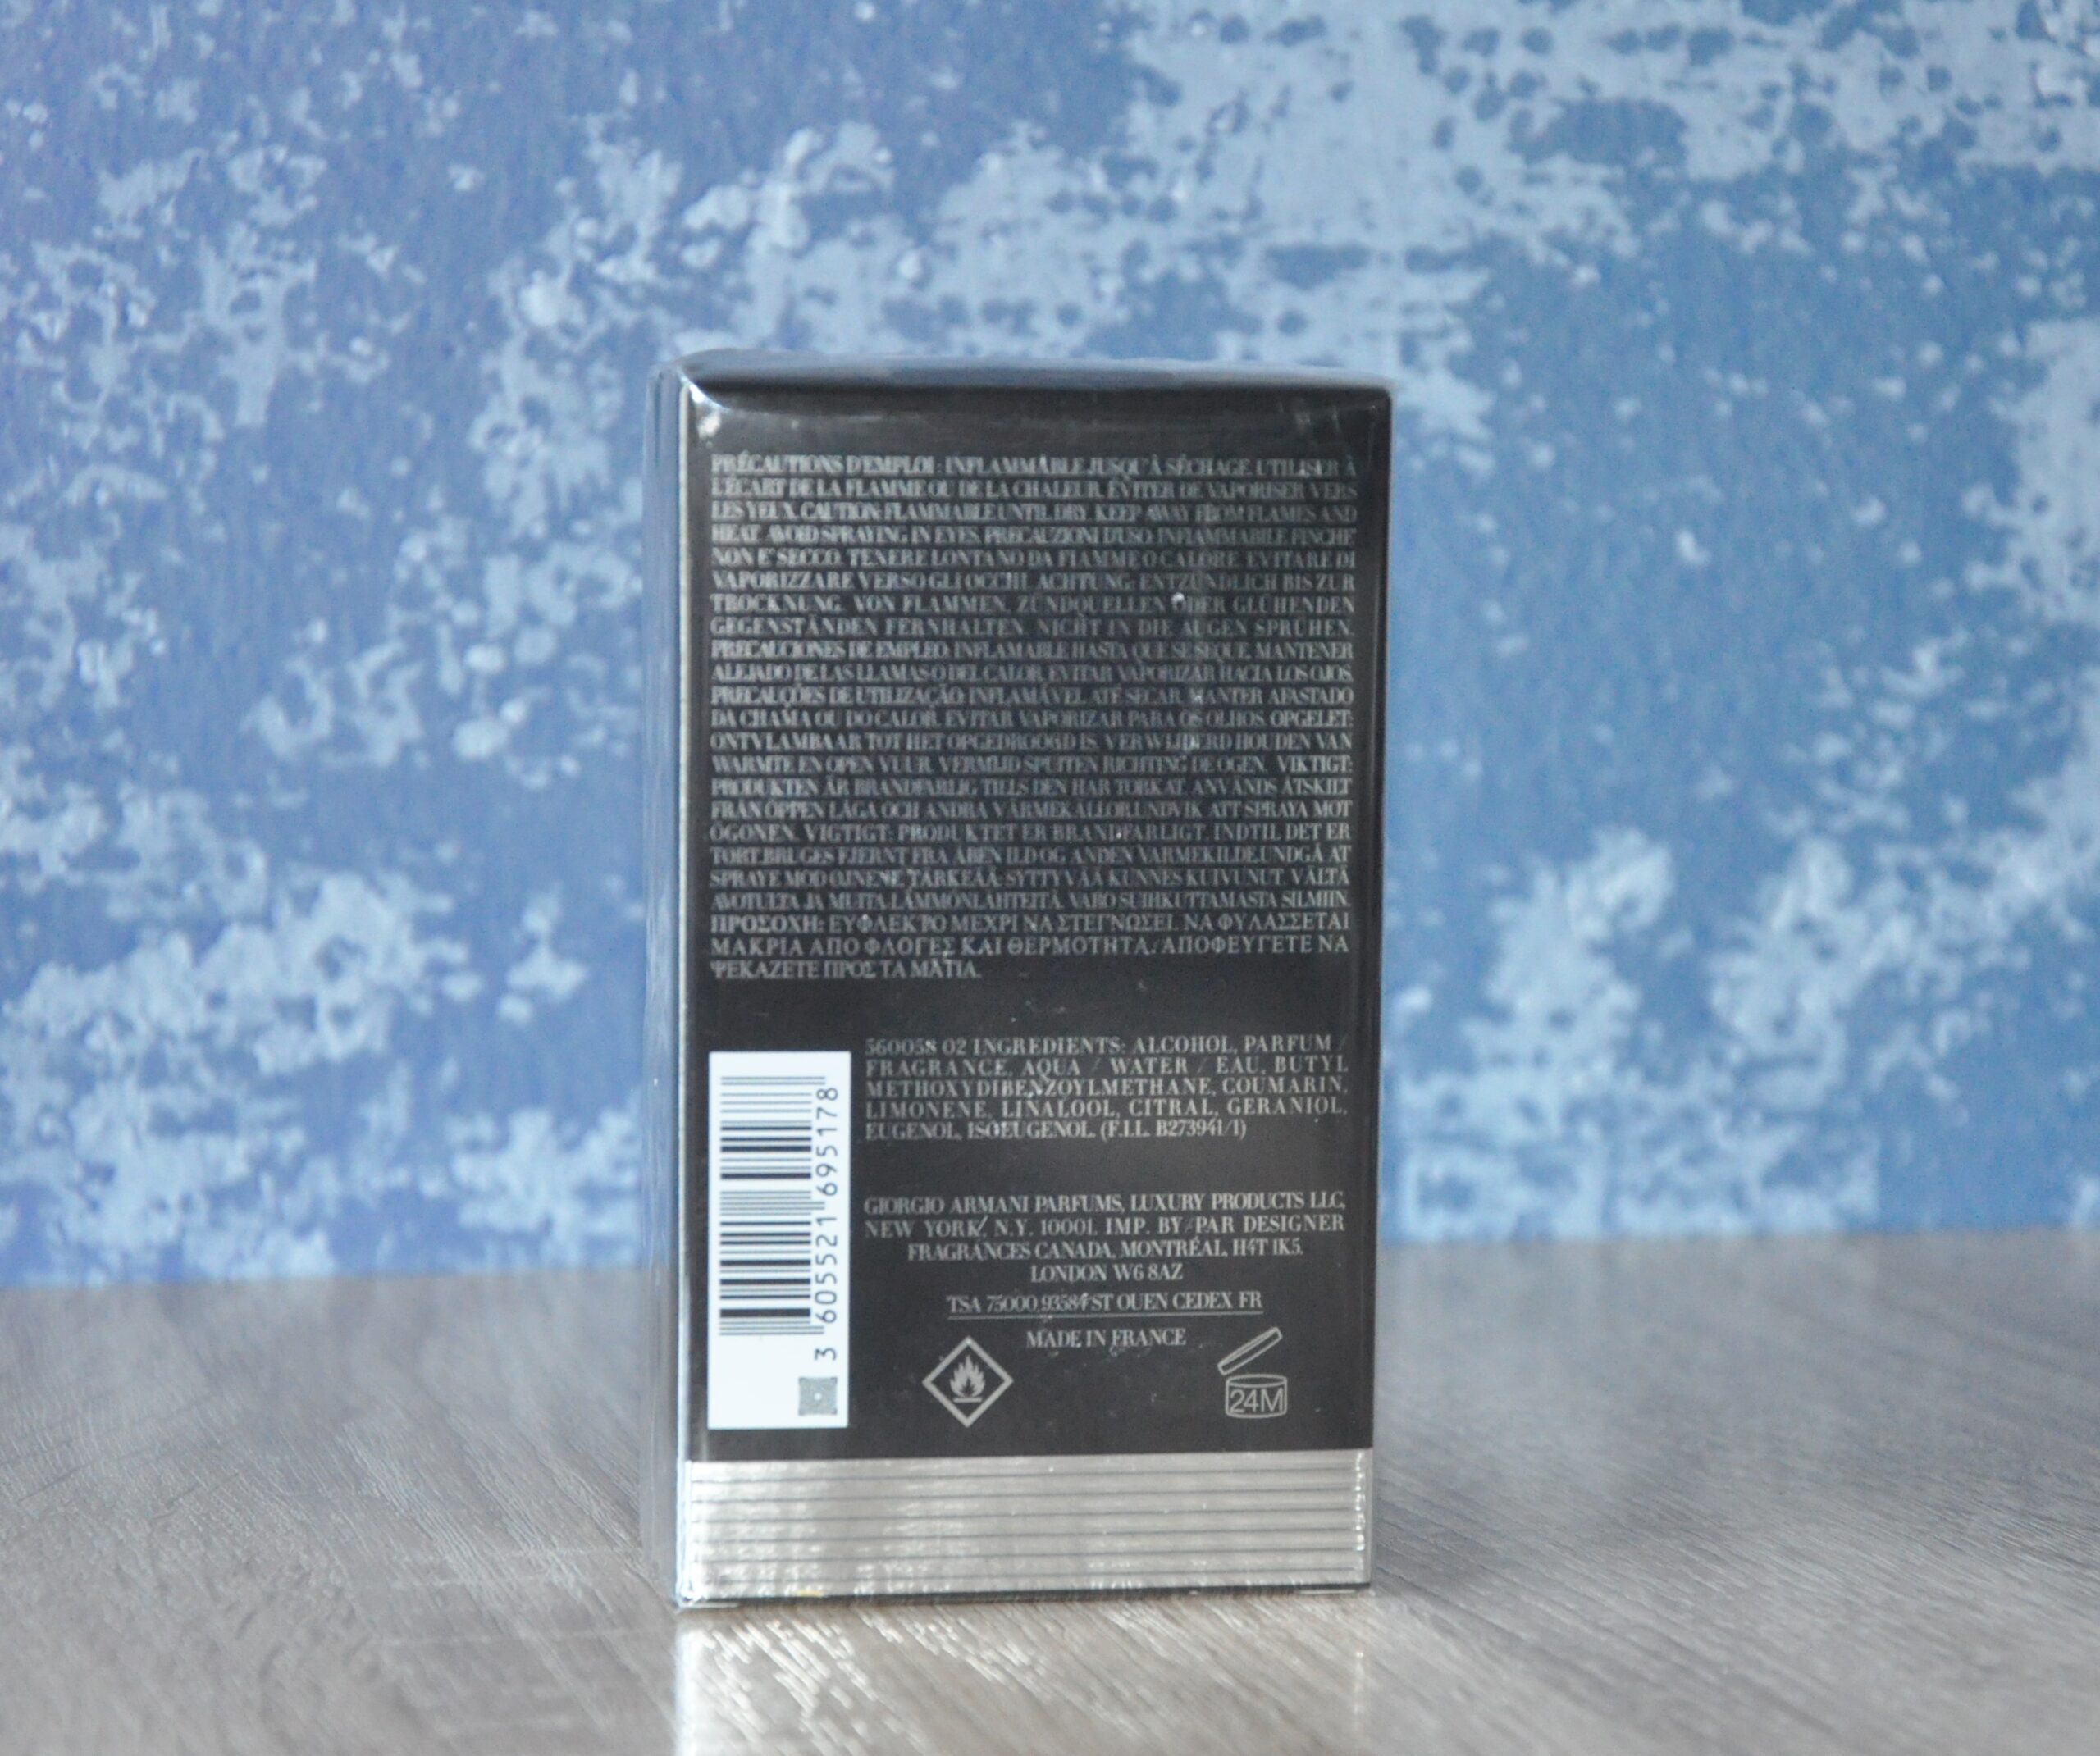 PRÉCAUTIONS D'EMPLOI : INFLAMMABLE JUSQU'À SÉCHAGE. UTILISER À
L'ÉCART DE LA FLAMME OU DE LA CHALEUR. ÉVITER DE VAPORISER VERS
LES YEUX. CAUTION: FLAMMABLE UNTIL DRY. KEEP AWAY FROM FLAMES AND
HEAT. AVOID SPRAYING IN EYES. PRECAUZIONI D'USO: INFIAMMABILE FINCHE'
NON E' SECCO. TENERE LONTANO DA FIAMME O CALORE. EVITARE DI
VAPORIZZARE VERSO GLI OCCHI. ACHTUNG: ENTZÜNDLICH BIS ZUR
TROCKNUNG. VON FLAMMEN, ZÜNDQUELLEN ODER GLÜHENDEN
GEGENSTÄNDEN FERNHALTEN. NICHT IN DIE AUGEN SPRÜHEN.
PRECAUCIONES DE EMPLEO: INFLAMABLE HASTA QUE SE SEQUE. MANTENER
ALEJADO DE LAS LLAMAS O DEL CALOR. EVITAR VAPORIZAR HACIA LOS OJOS.
PRECAUÇÕES DE UTILIZAÇÃO: INFLAMÁVEL ATÉ SECAR. MANTER AFASTADO
DA CHAMA OU DO CALOR. EVITAR VAPORIZAR PARA OS OLHOS. OPGELET:
ONTVLAMBAAR TOT HET OPGEDROOGD IS. VERWIJDERD HOUDEN VAN
WARMTE EN OPEN VUUR. VERMIJD SPUITEN RICHTING DE OGEN. VIKTIGT:
PRODUKTEN ÄR BRANDFARLIG TILLS DEN HAR TORKAT. ANVÄNDS ÅTSKILT
FRÅN ÖPPEN LÅGA OCH ANDRA VÄRMEKÄLLOR.UNDVIK ATT SPRAYA MOT
ÖGONEN. VIGTIGT: PRODUKTET ER BRANDFARLIGT, INDTIL DET ER
TØRT.BRUGES FJERNT FRA ÅBEN ILD OG ANDEN VARMEKILDE.UNDGÅ AT
SPRAYE MOD ØJNENE. TÄRKEÄÄ: SYTTYVÄÄ KUNNES KUIVUNUT. VÄLTÄ
AVOTULTA JA MUITA LÄMMÖNLÄHTEITÄ. VARO SUIHKUTTAMASTA SILMIIN.
ΠΡΟΣΟΧΗ: ΕΥΦΛΕΚΤΟ ΜΕΧΡΙ ΝΑ ΣΤΕΓΝΩΣΕΙ. ΝΑ ΦΥΛΑΣΣΕΤΑΙ
ΜΑΚΡΙΑ ΑΠΟ ΦΛΟΓΕΣ ΚΑΙ ΘΕΡΜΟΤΗΤΑ. ΑΠΟΦΕΥΓΕΤΕ ΝΑ
ΨΕΚΑΖΕΤΕ ΠΡΟΣ ΤΑ ΜΑΤΙΑ.
560058 02 INGREDIENTS: ALCOHOL, PARFUM /
FRAGRANCE, AQUA / WATER / EAU, BUTYL
METHOXYDIBENZOYLMETHANE, COUMARIN,
LIMONENE, LINALOOL, CITRAL, GERANIOL,
EUGENOL, ISOEUGENOL. (F.I.L. B273941/1)
3 605521 695178
GIORGIO ARMANI PARFUMS, LUXURY PRODUCTS LLC,
NEW YORK, N.Y. 10001. IMP. BY/PAR DESIGNER
FRAGRANCES CANADA, MONTRÉAL, H4T 1K5.
LONDON W6 8AZ
TSA 75000, 93584 ST OUEN CEDEX FR
MADE IN FRANCE
24M